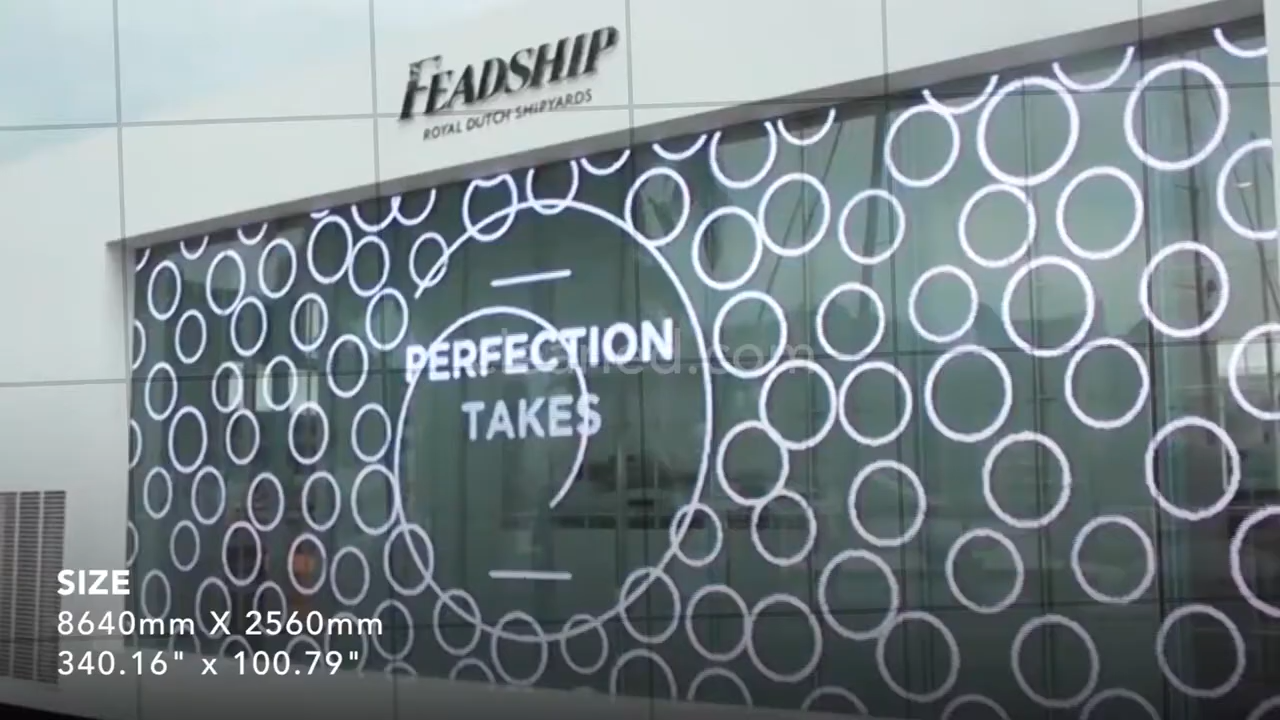 FEADSHIP
ROYAL DUTCH SHIPYARDS
PERFECTION
TAKES
SIZE
8640mm X 2560mm
340.16" x 100.79"